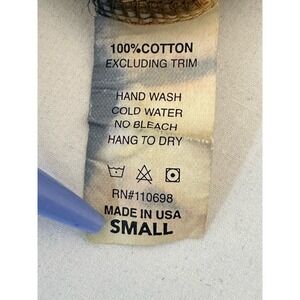 100%COTTON
EXCLUDING TRIM
HAND WASH
COLD WATER
NO BLEACH
HANG TO DRY
RN#110698
MADE IN USA
SMALL